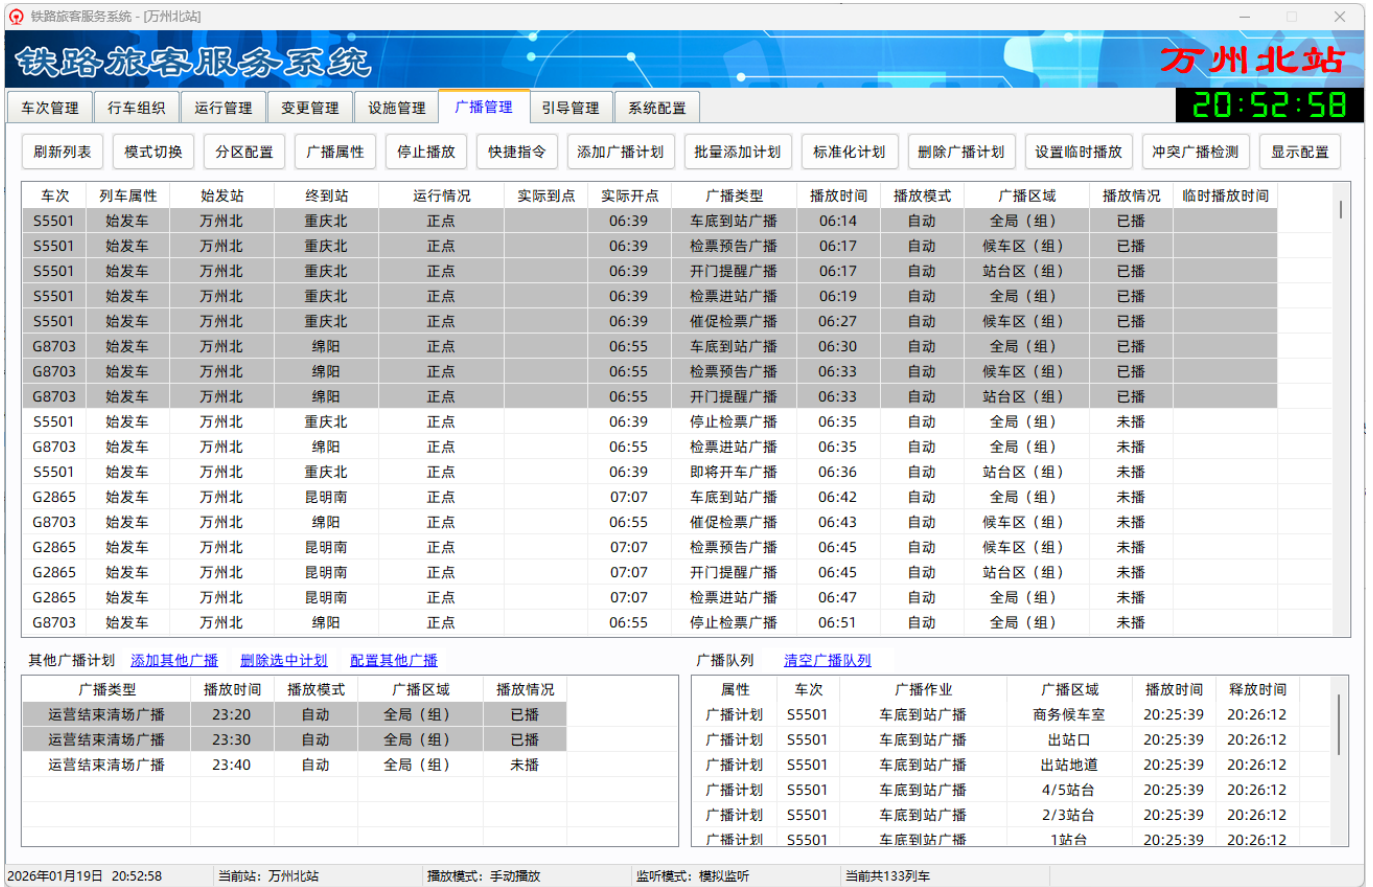 铁路旅客服务系统 - [万州北站]
铁路旅客服务系统 万州北站
车次管理 行车组织 运行管理 变更管理 设施管理 广播管理 引导管理 系统配置 20:52:58
刷新列表 模式切换 分区配置 广播属性 停止播放 快捷指令 添加广播计划 批量添加计划 标准化计划 删除广播计划 设置临时播放 冲突广播检测 显示配置
车次 列车属性 始发站 终到站 运行情况 实际到点 实际开点 广播类型 播放时间 播放模式 广播区域 播放情况 临时播放时间
S5501 始发车 万州北 重庆北 正点 06:39 车底到站广播 06:14 自动 全局（组） 已播
S5501 始发车 万州北 重庆北 正点 06:39 检票预告广播 06:17 自动 候车区（组） 已播
S5501 始发车 万州北 重庆北 正点 06:39 开门提醒广播 06:17 自动 站台区（组） 已播
S5501 始发车 万州北 重庆北 正点 06:39 检票进站广播 06:19 自动 全局（组） 已播
S5501 始发车 万州北 重庆北 正点 06:39 催促检票广播 06:27 自动 候车区（组） 已播
G8703 始发车 万州北 绵阳 正点 06:55 车底到站广播 06:30 自动 全局（组） 已播
G8703 始发车 万州北 绵阳 正点 06:55 检票预告广播 06:33 自动 候车区（组） 已播
G8703 始发车 万州北 绵阳 正点 06:55 开门提醒广播 06:33 自动 站台区（组） 已播
S5501 始发车 万州北 重庆北 正点 06:39 停止检票广播 06:35 自动 全局（组） 未播
G8703 始发车 万州北 绵阳 正点 06:55 检票进站广播 06:35 自动 全局（组） 未播
S5501 始发车 万州北 重庆北 正点 06:39 即将开车广播 06:36 自动 站台区（组） 未播
G2865 始发车 万州北 昆明南 正点 07:07 车底到站广播 06:42 自动 全局（组） 未播
G8703 始发车 万州北 绵阳 正点 06:55 催促检票广播 06:43 自动 候车区（组） 未播
G2865 始发车 万州北 昆明南 正点 07:07 检票预告广播 06:45 自动 候车区（组） 未播
G2865 始发车 万州北 昆明南 正点 07:07 开门提醒广播 06:45 自动 站台区（组） 未播
G2865 始发车 万州北 昆明南 正点 07:07 检票进站广播 06:47 自动 全局（组） 未播
G8703 始发车 万州北 绵阳 正点 06:55 停止检票广播 06:51 自动 全局（组） 未播
其他广播计划 添加其他广播 删除选中计划 配置其他广播
广播类型 播放时间 播放模式 广播区域 播放情况
运营结束清场广播 23:20 自动 全局（组） 已播
运营结束清场广播 23:30 自动 全局（组） 已播
运营结束清场广播 23:40 自动 全局（组） 未播
广播队列 清空广播队列
属性 车次 广播作业 广播区域 播放时间 释放时间
广播计划 S5501 车底到站广播 商务候车室 20:25:39 20:26:12
广播计划 S5501 车底到站广播 出站口 20:25:39 20:26:12
广播计划 S5501 车底到站广播 出站地道 20:25:39 20:26:12
广播计划 S5501 车底到站广播 4/5站台 20:25:39 20:26:12
广播计划 S5501 车底到站广播 2/3站台 20:25:39 20:26:12
广播计划 S5501 车底到站广播 1站台 20:25:39 20:26:12
2026年01月19日 20:52:58 当前站：万州北站 播放模式：手动播放 监听模式：模拟监听 当前共133列车